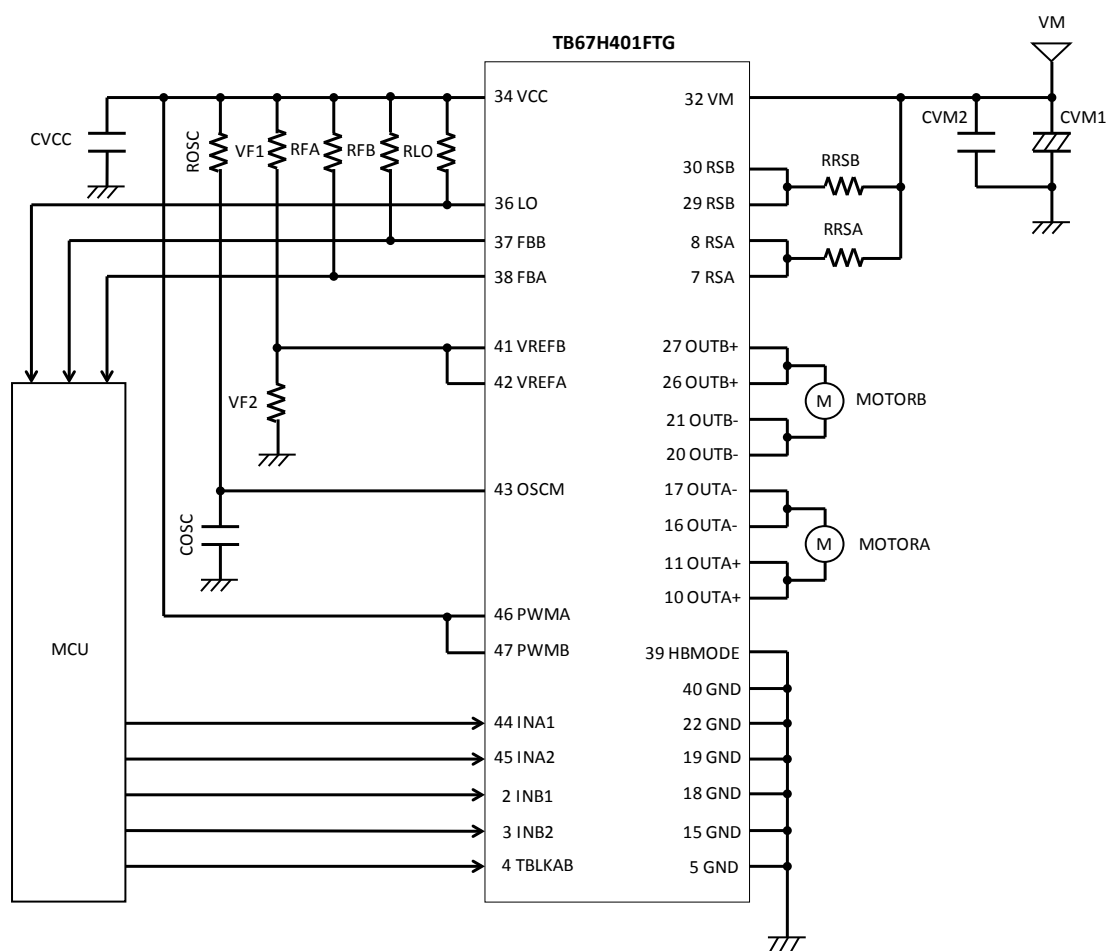 VM
TB67H401FTG
34 VCC
32 VM
CVCC
ROSC
VF1
RFA
RFB
RLO
CVM2
CVM1
30 RSB
RRSB
36 LO
29 RSB
37 FBB
8 RSA
RRSA
38 FBA
7 RSA
41 VREFB
27 OUTB+
42 VREFA
26 OUTB+
M
MOTORB
VF2
21 OUTB-
20 OUTB-
43 OSCM
17 OUTA-
COSC
16 OUTA-
M
MOTORA
11 OUTA+
10 OUTA+
46 PWMA
MCU
47 PWMB
39 HBMODE
40 GND
44 INA1
22 GND
45 INA2
19 GND
2 INB1
18 GND
3 INB2
15 GND
4 TBLKAB
5 GND